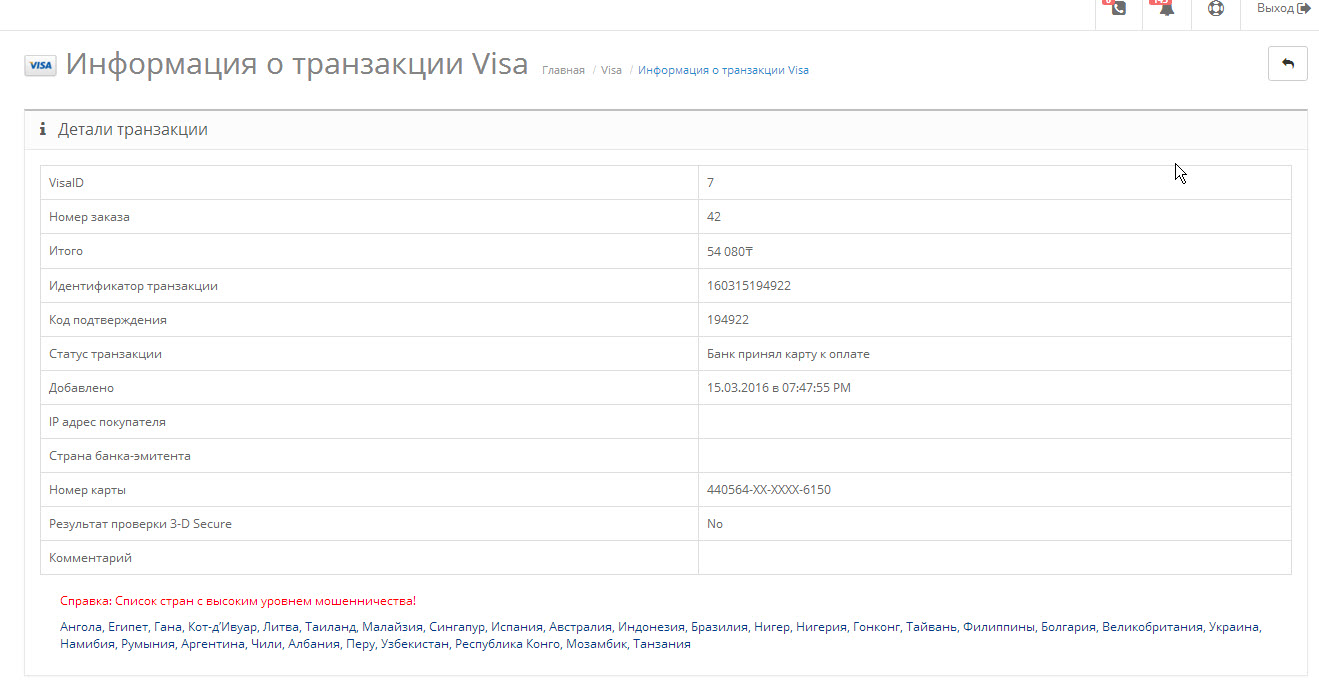 Выход
VISA Информация о транзакции Visa Главная / Visa / Информация о транзакции Visa
Детали транзакции
VisaID 7
Номер заказа 42
Итого 54 080₸
Идентификатор транзакции 160315194922
Код подтверждения 194922
Статус транзакции Банк принял карту к оплате
Добавлено 15.03.2016 в 07:47:55 PM
IP адрес покупателя
Страна банка-эмитента
Номер карты 440564-XX-XXXX-6150
Результат проверки 3-D Secure No
Комментарий
Справка: Список стран с высоким уровнем мошенничества!
Ангола, Египет, Гана, Кот-д’Ивуар, Литва, Таиланд, Малайзия, Сингапур, Испания, Австралия, Индонезия, Бразилия, Нигер, Нигерия, Гонконг, Тайвань, Филиппины, Болгария, Великобритания, Украина,
Намибия, Румыния, Аргентина, Чили, Албания, Перу, Узбекистан, Республика Конго, Мозамбик, Танзания